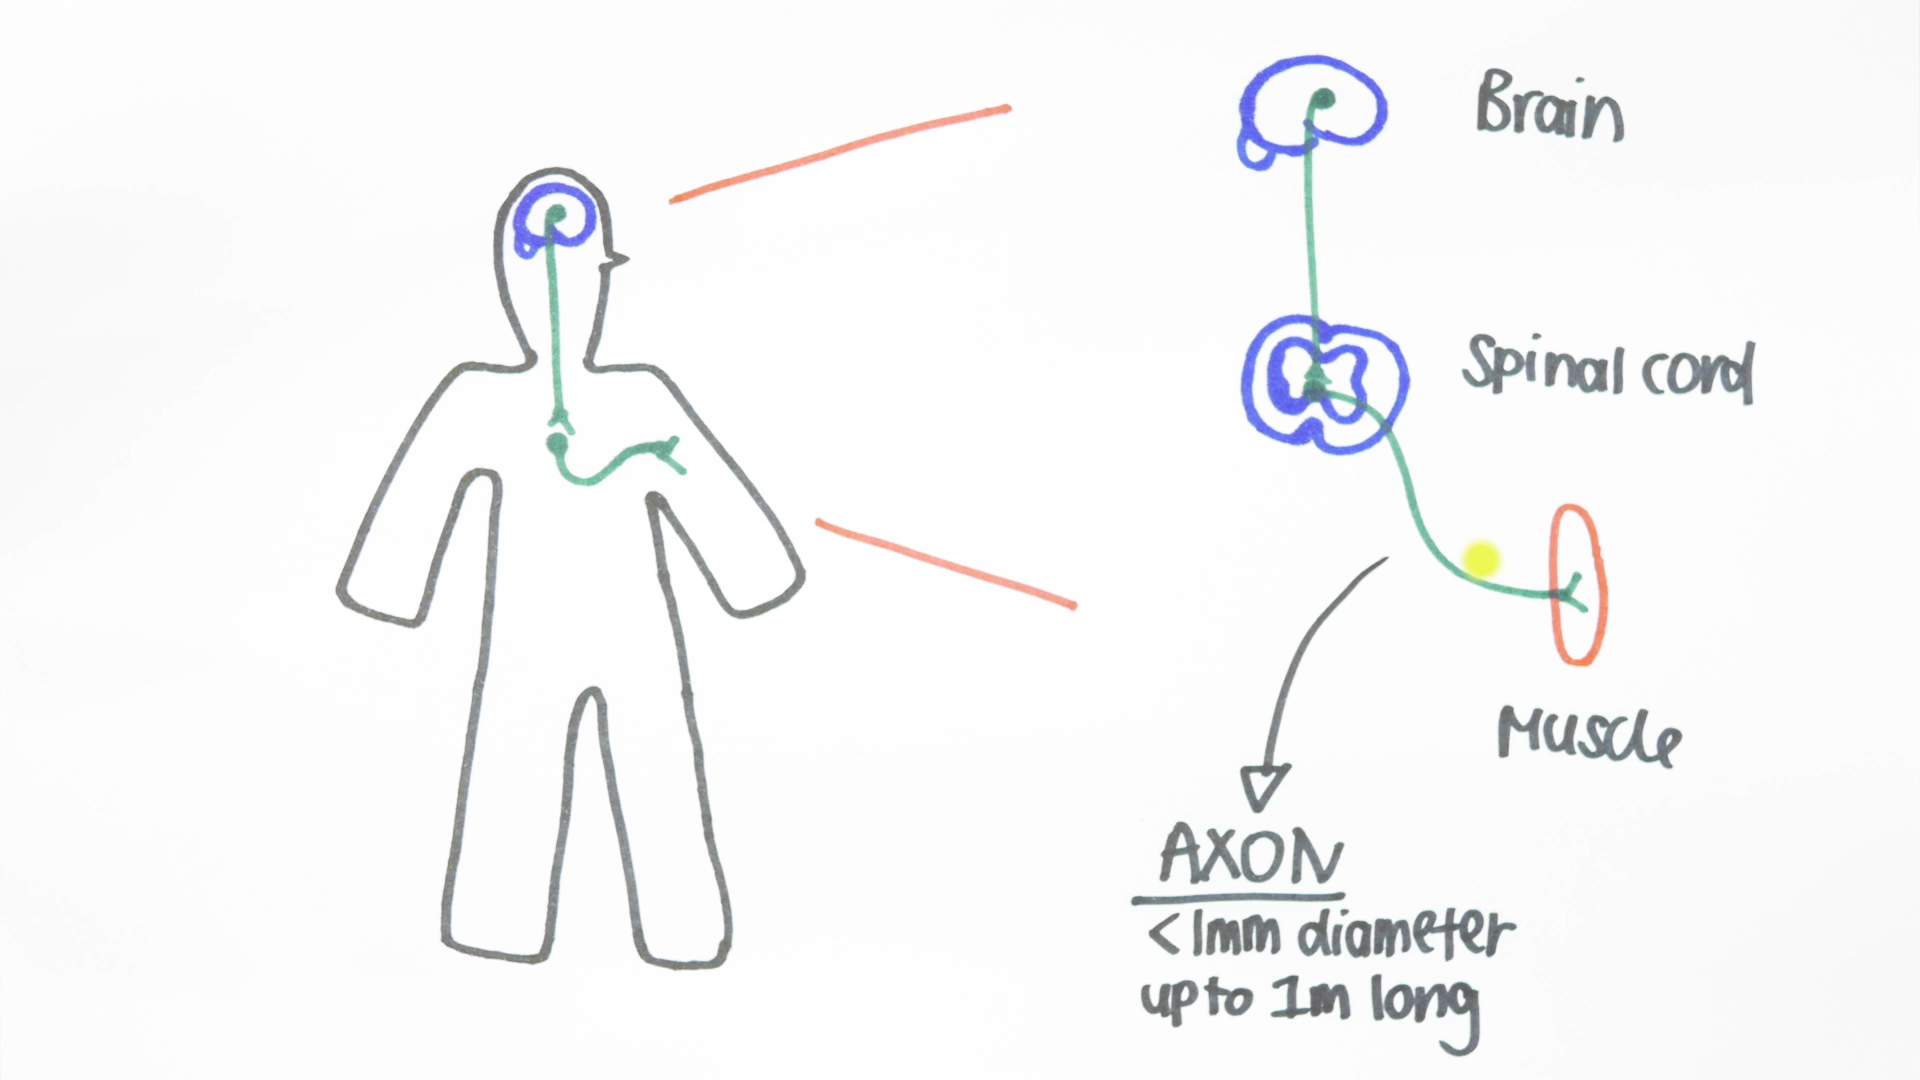 Brain
Spinal cord
Muscle
AXON
<1mm diameter
up to 1m long